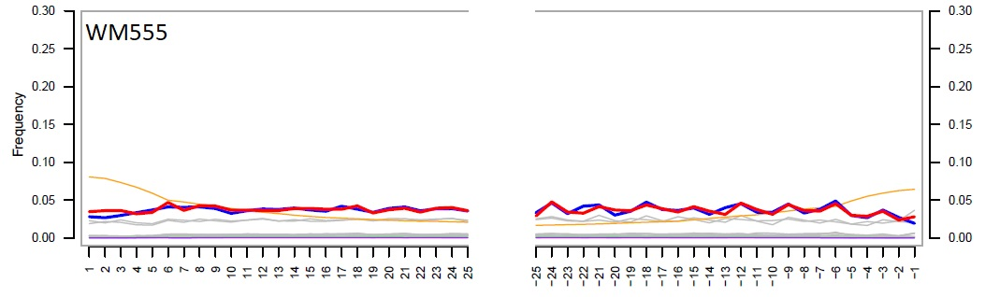 WM555
Frequency
0.30 0.25 0.20 0.15 0.10 0.05 0.00
1 2 3 4 5 6 7 8 9 10 11 12 13 14 15 16 17 18 19 20 21 22 23 24 25
−25 −24 −23 −22 −21 −20 −19 −18 −17 −16 −15 −14 −13 −12 −11 −10 −9 −8 −7 −6 −5 −4 −3 −2 −1
0.30 0.25 0.20 0.15 0.10 0.05 0.00